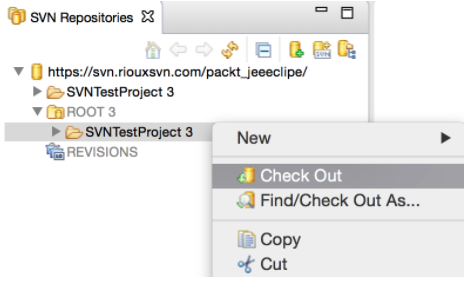 SVN Repositories
https://svn.riouxsvn.com/packt_jeeeclipe/
SVNTestProject 3
ROOT 3
SVNTestProject 3
REVISIONS
New
Check Out
Find/Check Out As...
Copy
Cut